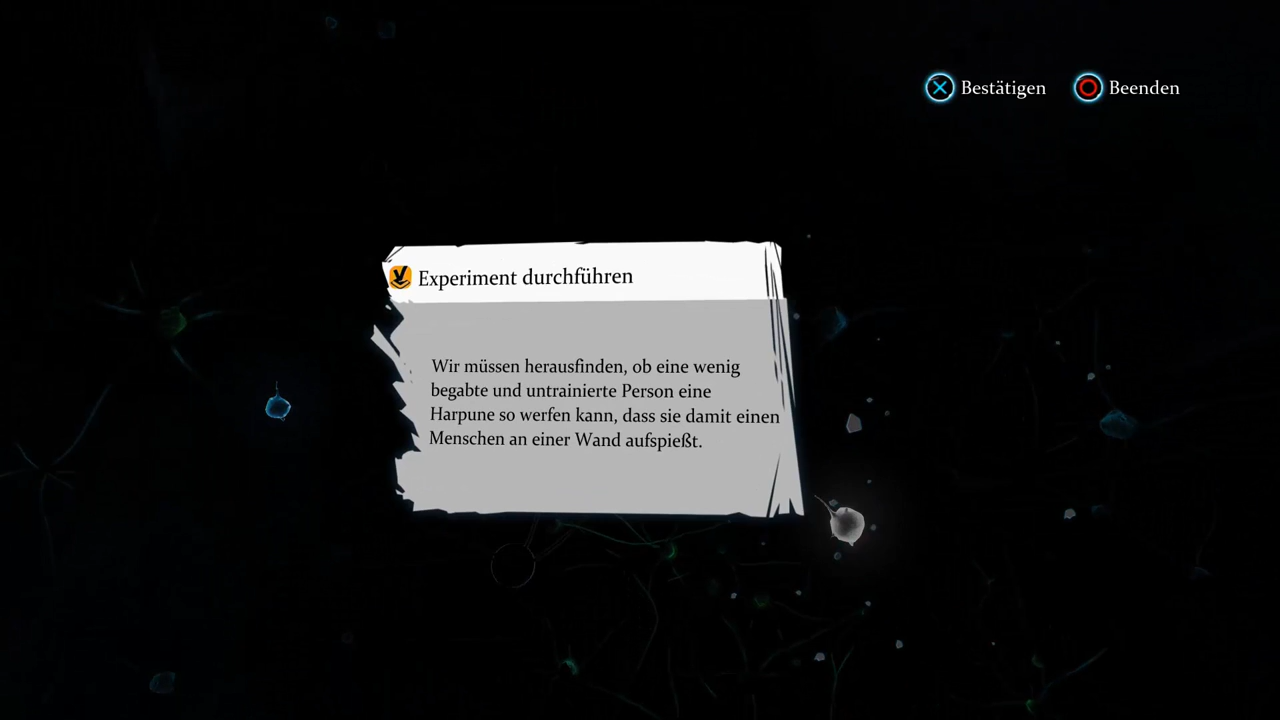 Bestätigen Beenden
Experiment durchführen
Wir müssen herausfinden, ob eine wenig
begabte und untrainierte Person eine
Harpune so werfen kann, dass sie damit einen
Menschen an einer Wand aufspießt.